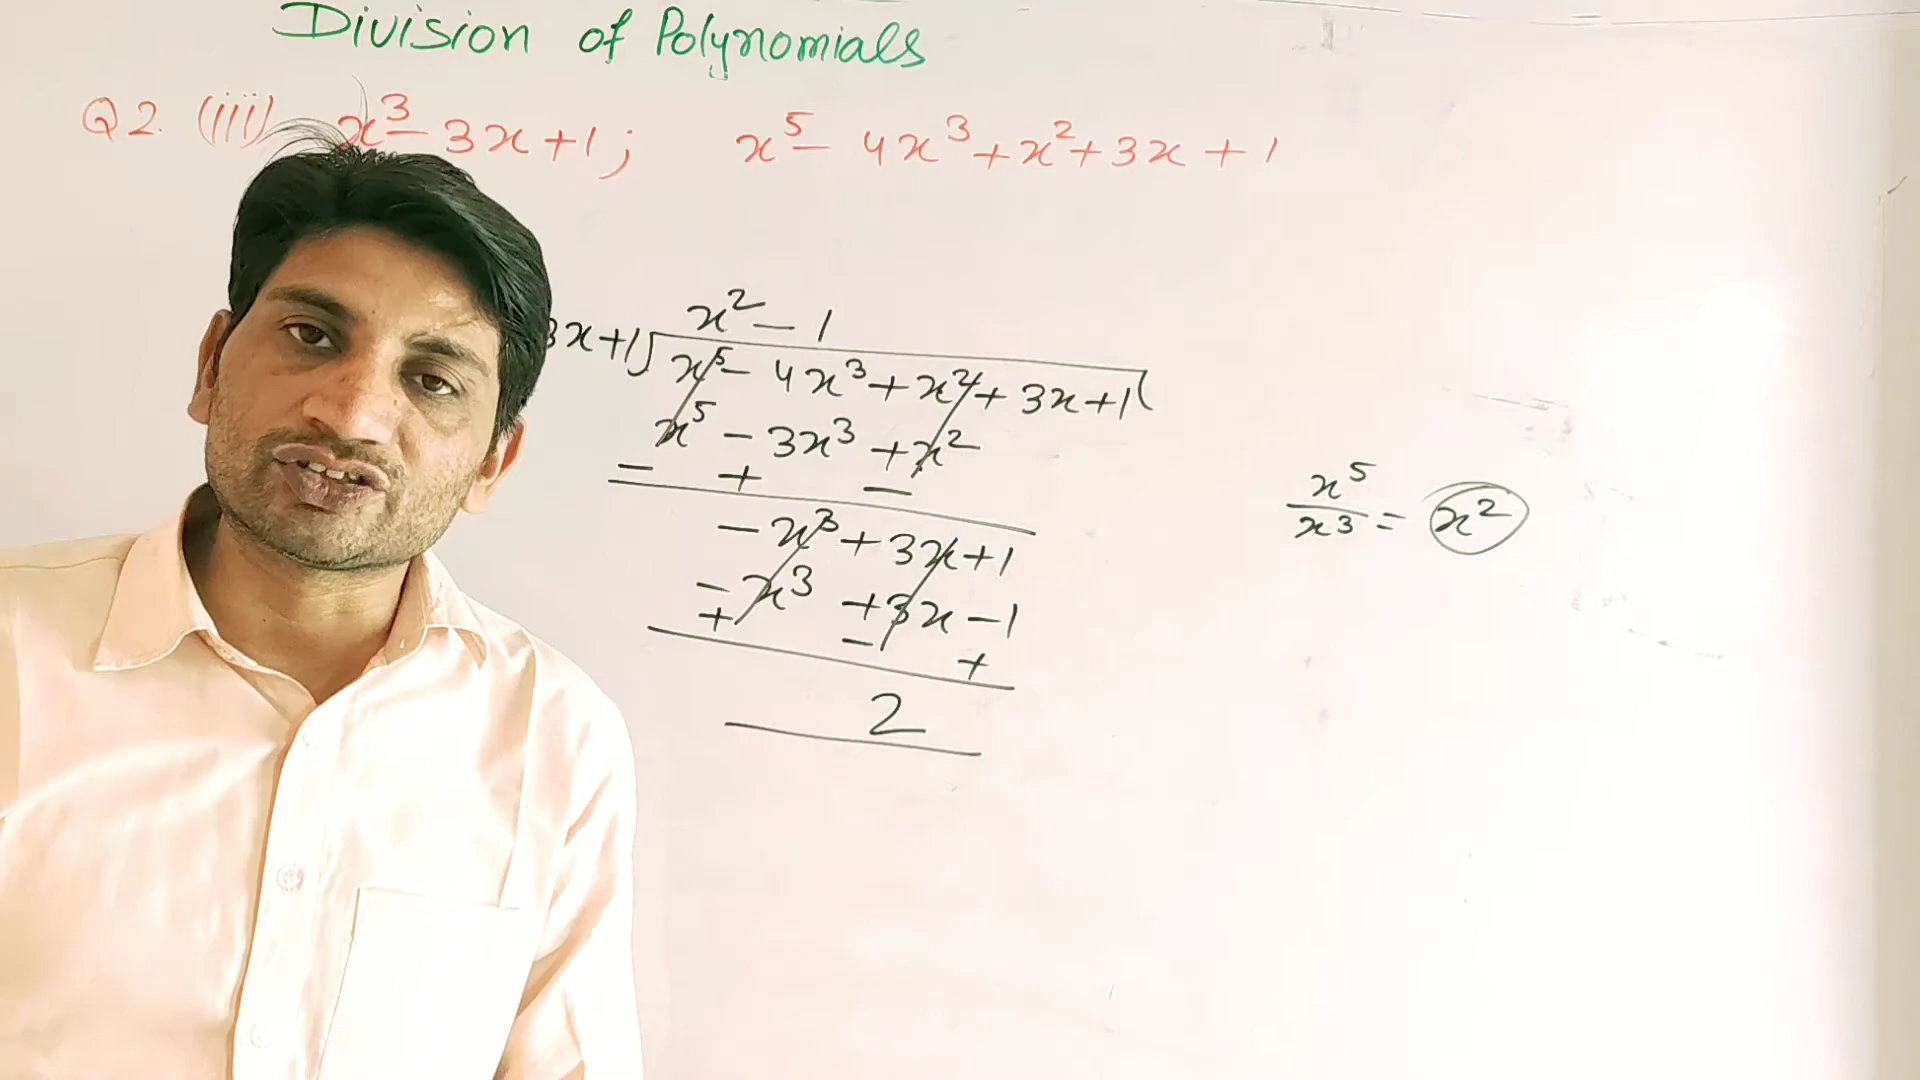 Division of Polynomials
Q2. (iii) x³ - 3x + 1 ; x⁵ - 4x³ + x² + 3x + 1
x² - 1
3x + 1 ) x⁵ - 4x³ + x² + 3x + 1 (
x⁵ - 3x³ + x²
- + -
- x³ + 3x + 1
- x³ + 3x - 1
+ - +
2
x⁵
/ x³ = x²